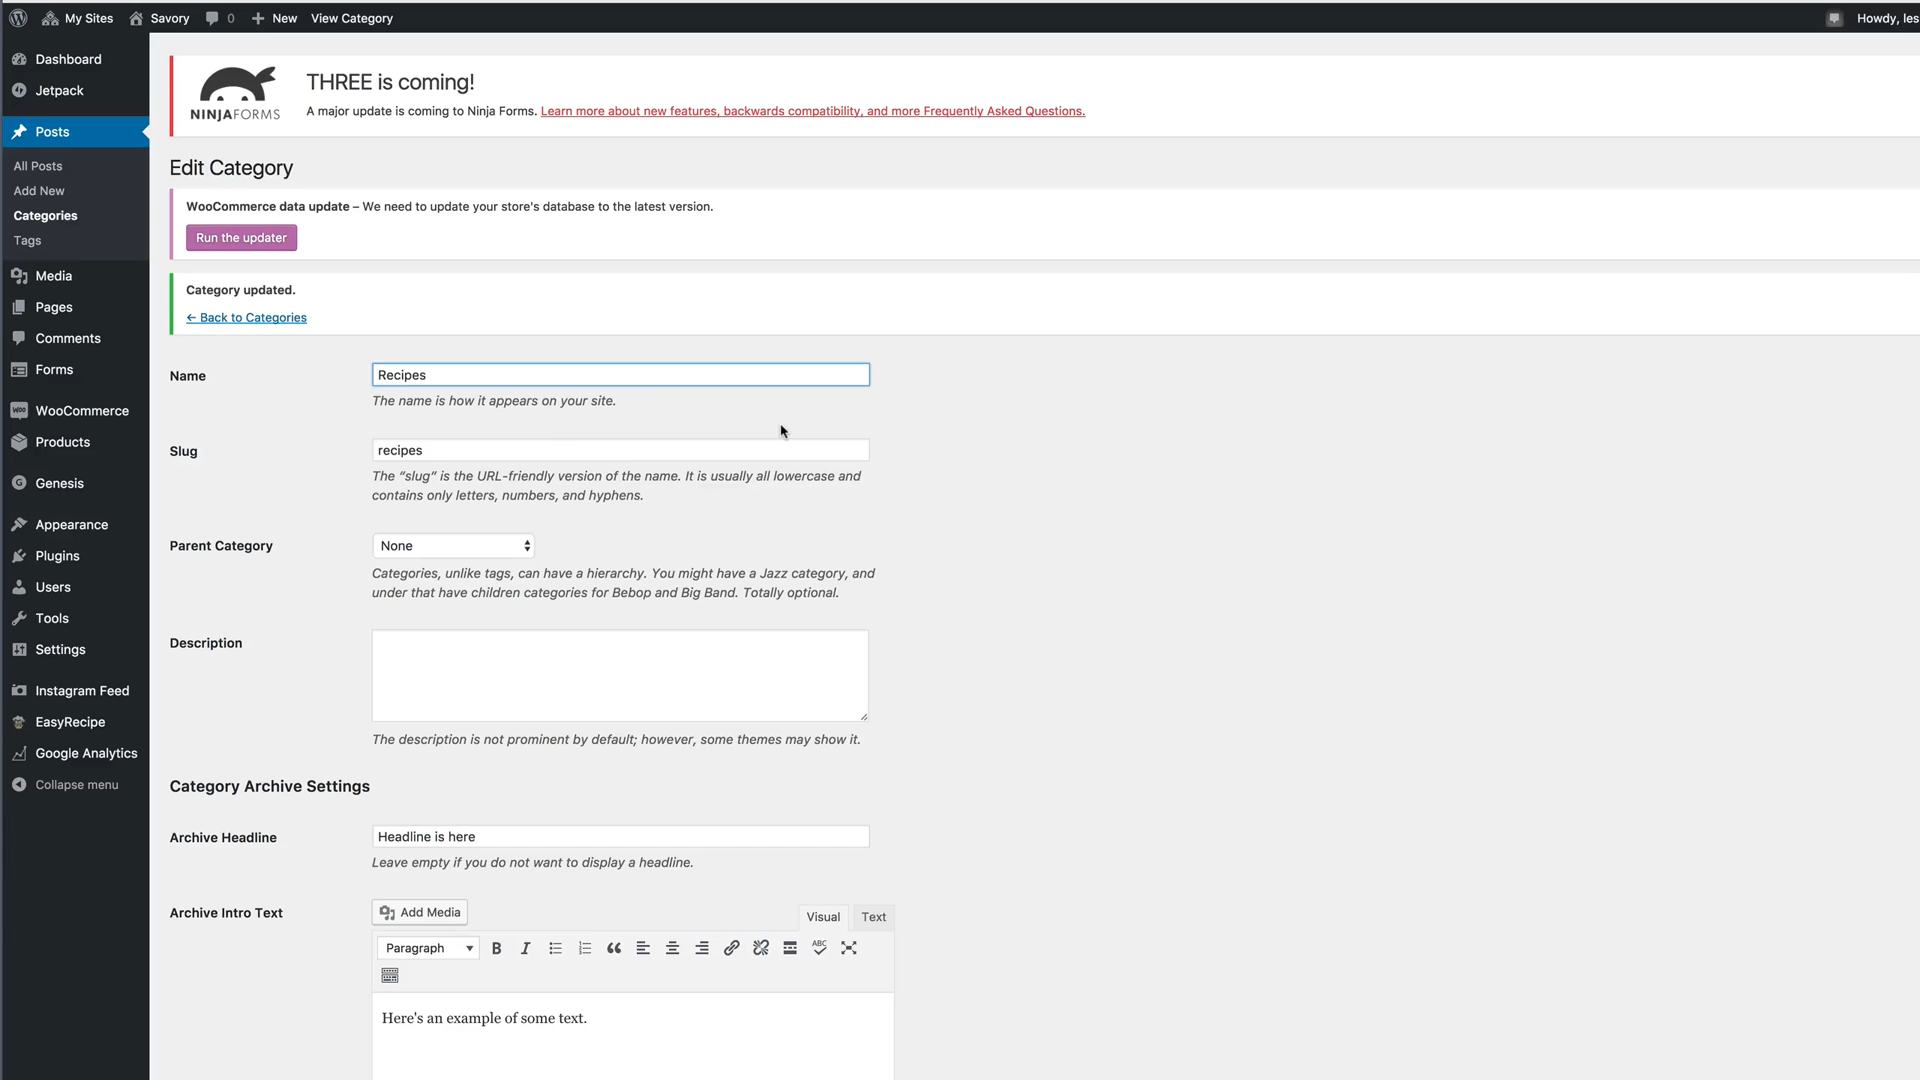 My Sites
Savory
0
New
View Category
Howdy, les
Dashboard
Jetpack
Posts
All Posts
Add New
Categories
Tags
Media
Pages
Comments
Forms
WooCommerce
Products
Genesis
Appearance
Plugins
Users
Tools
Settings
Instagram Feed
EasyRecipe
Google Analytics
Collapse menu
NINJAFORMS
THREE is coming!
A major update is coming to Ninja Forms. Learn more about new features, backwards compatibility, and more Frequently Asked Questions.
Edit Category
WooCommerce data update – We need to update your store's database to the latest version.
Run the updater
Category updated.
← Back to Categories
Name
Recipes
The name is how it appears on your site.
Slug
recipes
The “slug” is the URL-friendly version of the name. It is usually all lowercase and
contains only letters, numbers, and hyphens.
Parent Category
None
Categories, unlike tags, can have a hierarchy. You might have a Jazz category, and
under that have children categories for Bebop and Big Band. Totally optional.
Description
The description is not prominent by default; however, some themes may show it.
Category Archive Settings
Archive Headline
Headline is here
Leave empty if you do not want to display a headline.
Archive Intro Text
Add Media
Visual
Text
Paragraph
B
I
ABC
Here's an example of some text.